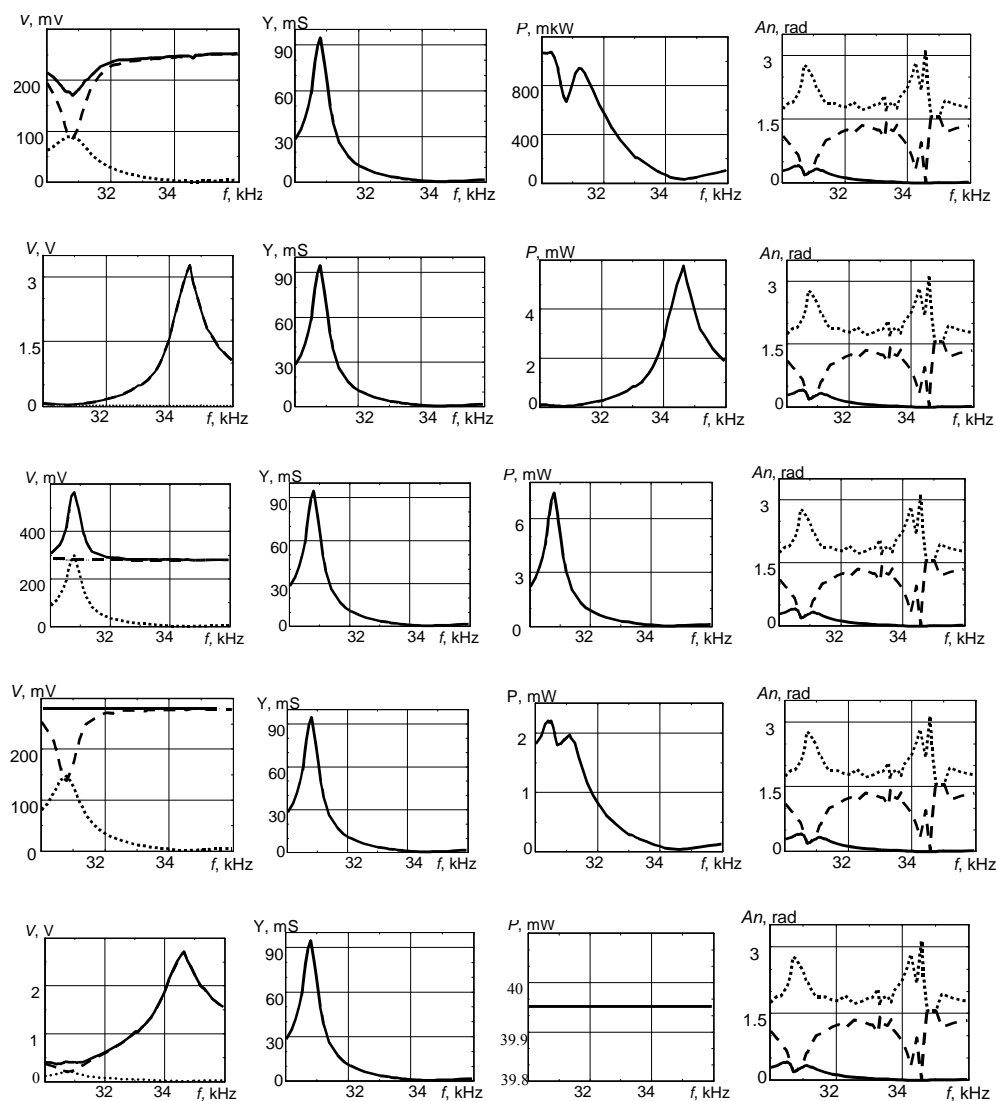 V, mV
Y, mS
P, mkW
An, rad
200
100
0
32
34
f, kHz
90
60
30
0
32
34
f, kHz
800
400
0
32
34
f, kHz
3
1.5
0
32
34
f, kHz
V, V
Y, mS
P, mW
An, rad
3
1.5
0
32
34
f, kHz
90
60
30
0
32
34
f, kHz
4
2
0
32
34
f, kHz
3
1.5
0
32
34
f, kHz
V, mV
Y, mS
P, mW
An, rad
400
200
0
32
34
f, kHz
90
60
30
0
32
34
f, kHz
6
3
0
32
34
f, kHz
3
1.5
0
32
34
f, kHz
V, mV
Y, mS
P, mW
An, rad
200
100
0
32
34
f, kHz
90
60
30
0
32
34
f, kHz
2
1
0
32
34
f, kHz
3
1.5
0
32
34
f, kHz
V, V
Y, mS
P, mW
An, rad
2
1
0
32
34
f, kHz
90
60
30
0
32
34
f, kHz
40
39.9
39.8
32
34
f, kHz
3
1.5
0
32
34
f, kHz